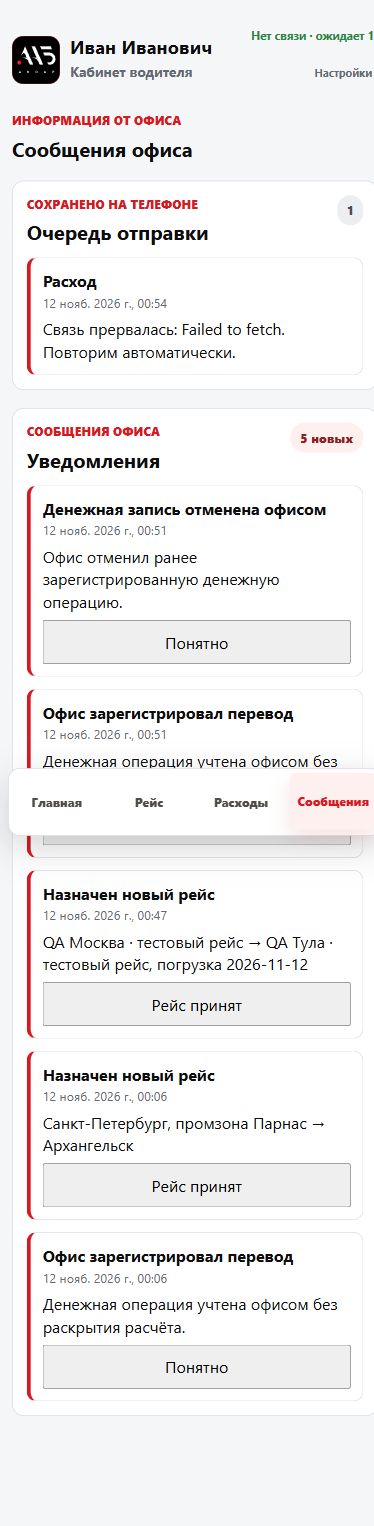 Иван Иванович
Кабинет водителя
Нет связи · ожидает 1
Настройки
ИНФОРМАЦИЯ ОТ ОФИСА
Сообщения офиса
СОХРАНЕНО НА ТЕЛЕФОНЕ
1
Очередь отправки
Расход
12 нояб. 2026 г., 00:54
Связь прервалась: Failed to fetch.
Повторим автоматически.
СООБЩЕНИЯ ОФИСА
5 новых
Уведомления
Денежная запись отменена офисом
12 нояб. 2026 г., 00:51
Офис отменил ранее
зарегистрированную денежную
операцию.
Понятно
Офис зарегистрировал перевод
12 нояб. 2026 г., 00:51
Денежная операция учтена офисом без
Главная
Рейс
Расходы
Сообщения
Назначен новый рейс
12 нояб. 2026 г., 00:47
QA Москва · тестовый рейс → QA Тула ·
тестовый рейс, погрузка 2026-11-12
Рейс принят
Назначен новый рейс
12 нояб. 2026 г., 00:06
Санкт-Петербург, промзона Парнас →
Архангельск
Рейс принят
Офис зарегистрировал перевод
12 нояб. 2026 г., 00:06
Денежная операция учтена офисом без
раскрытия расчёта.
Понятно